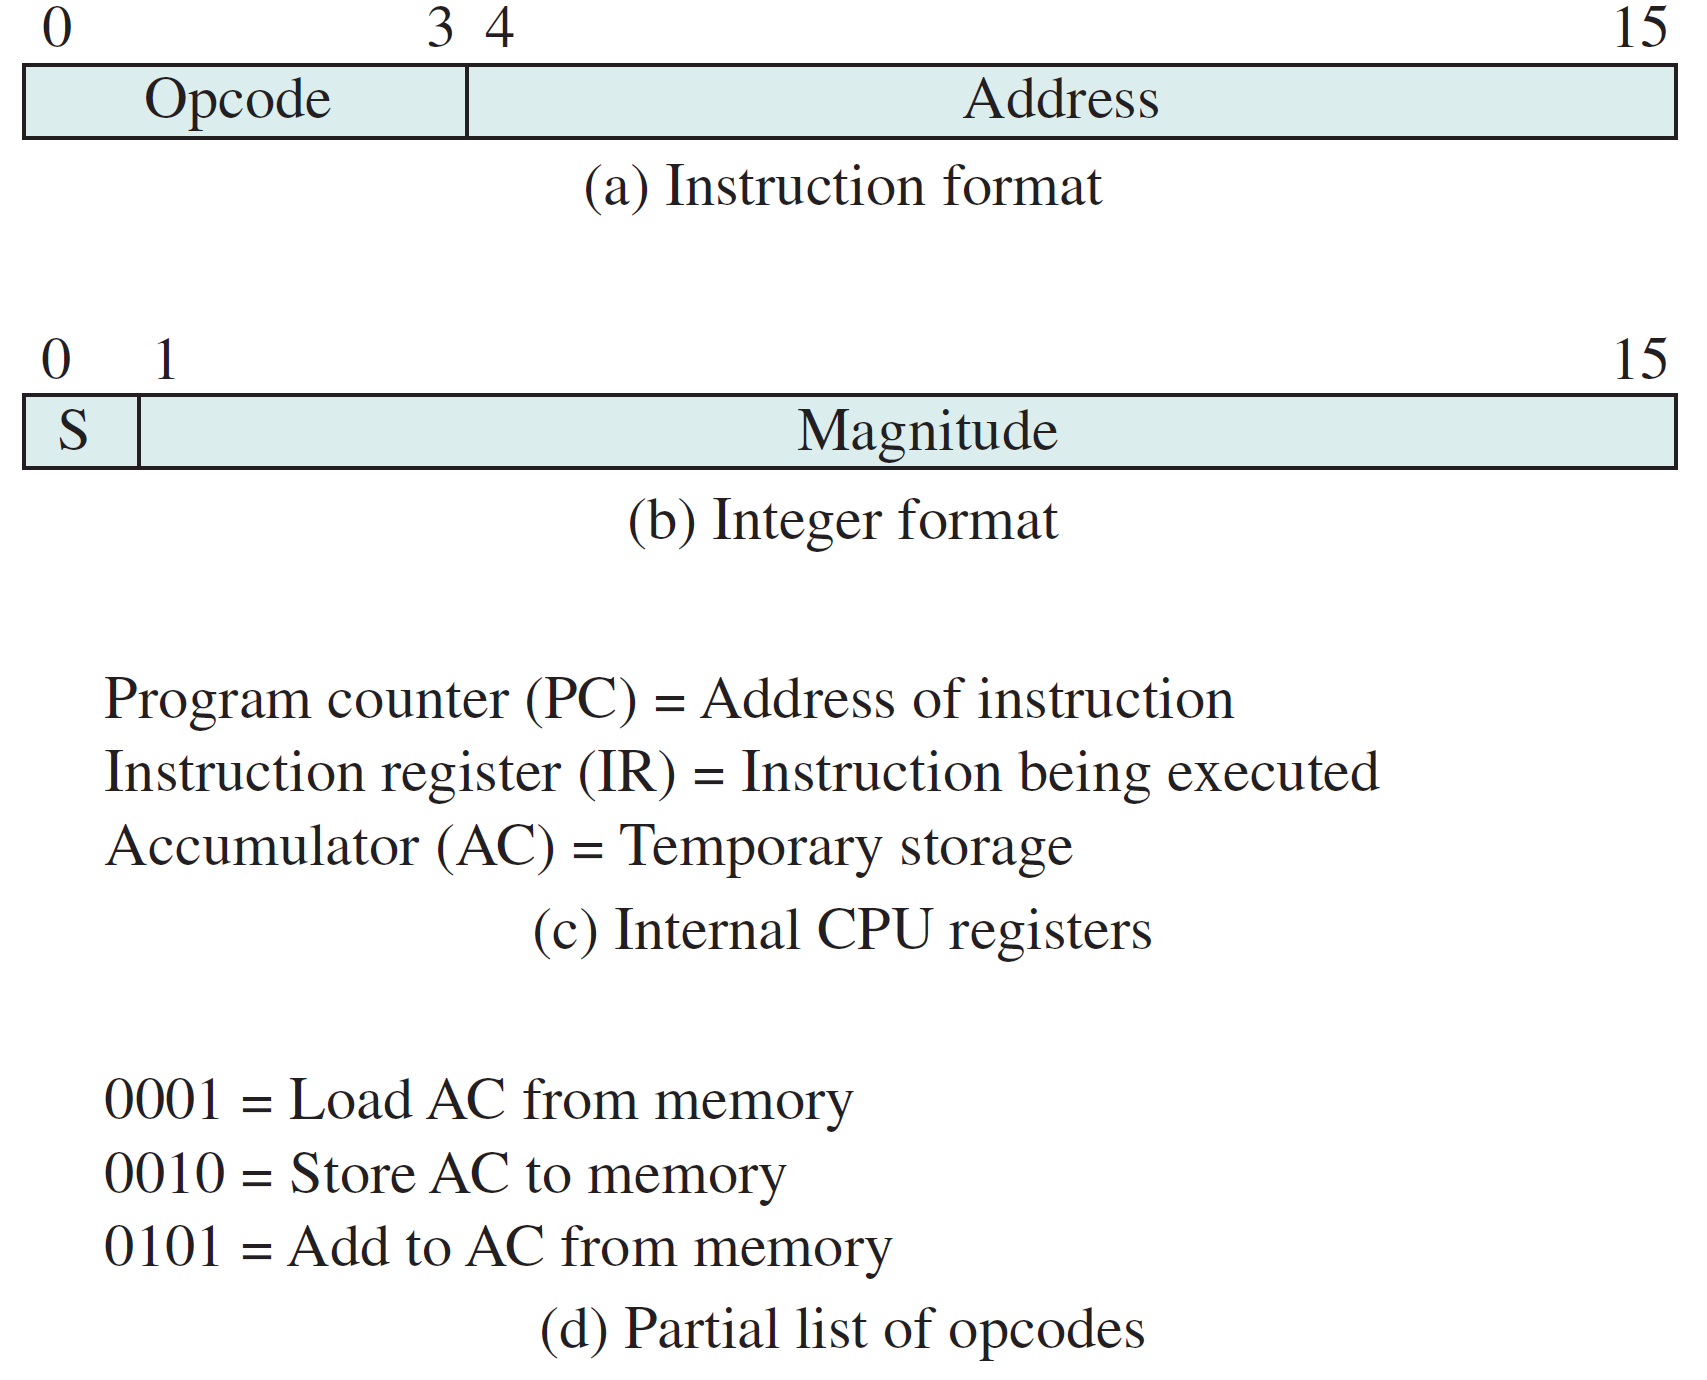 0 3 4 15
Opcode Address
(a) Instruction format
0 1 15
S Magnitude
(b) Integer format
Program counter (PC) = Address of instruction
Instruction register (IR) = Instruction being executed
Accumulator (AC) = Temporary storage
(c) Internal CPU registers
0001 = Load AC from memory
0010 = Store AC to memory
0101 = Add to AC from memory
(d) Partial list of opcodes